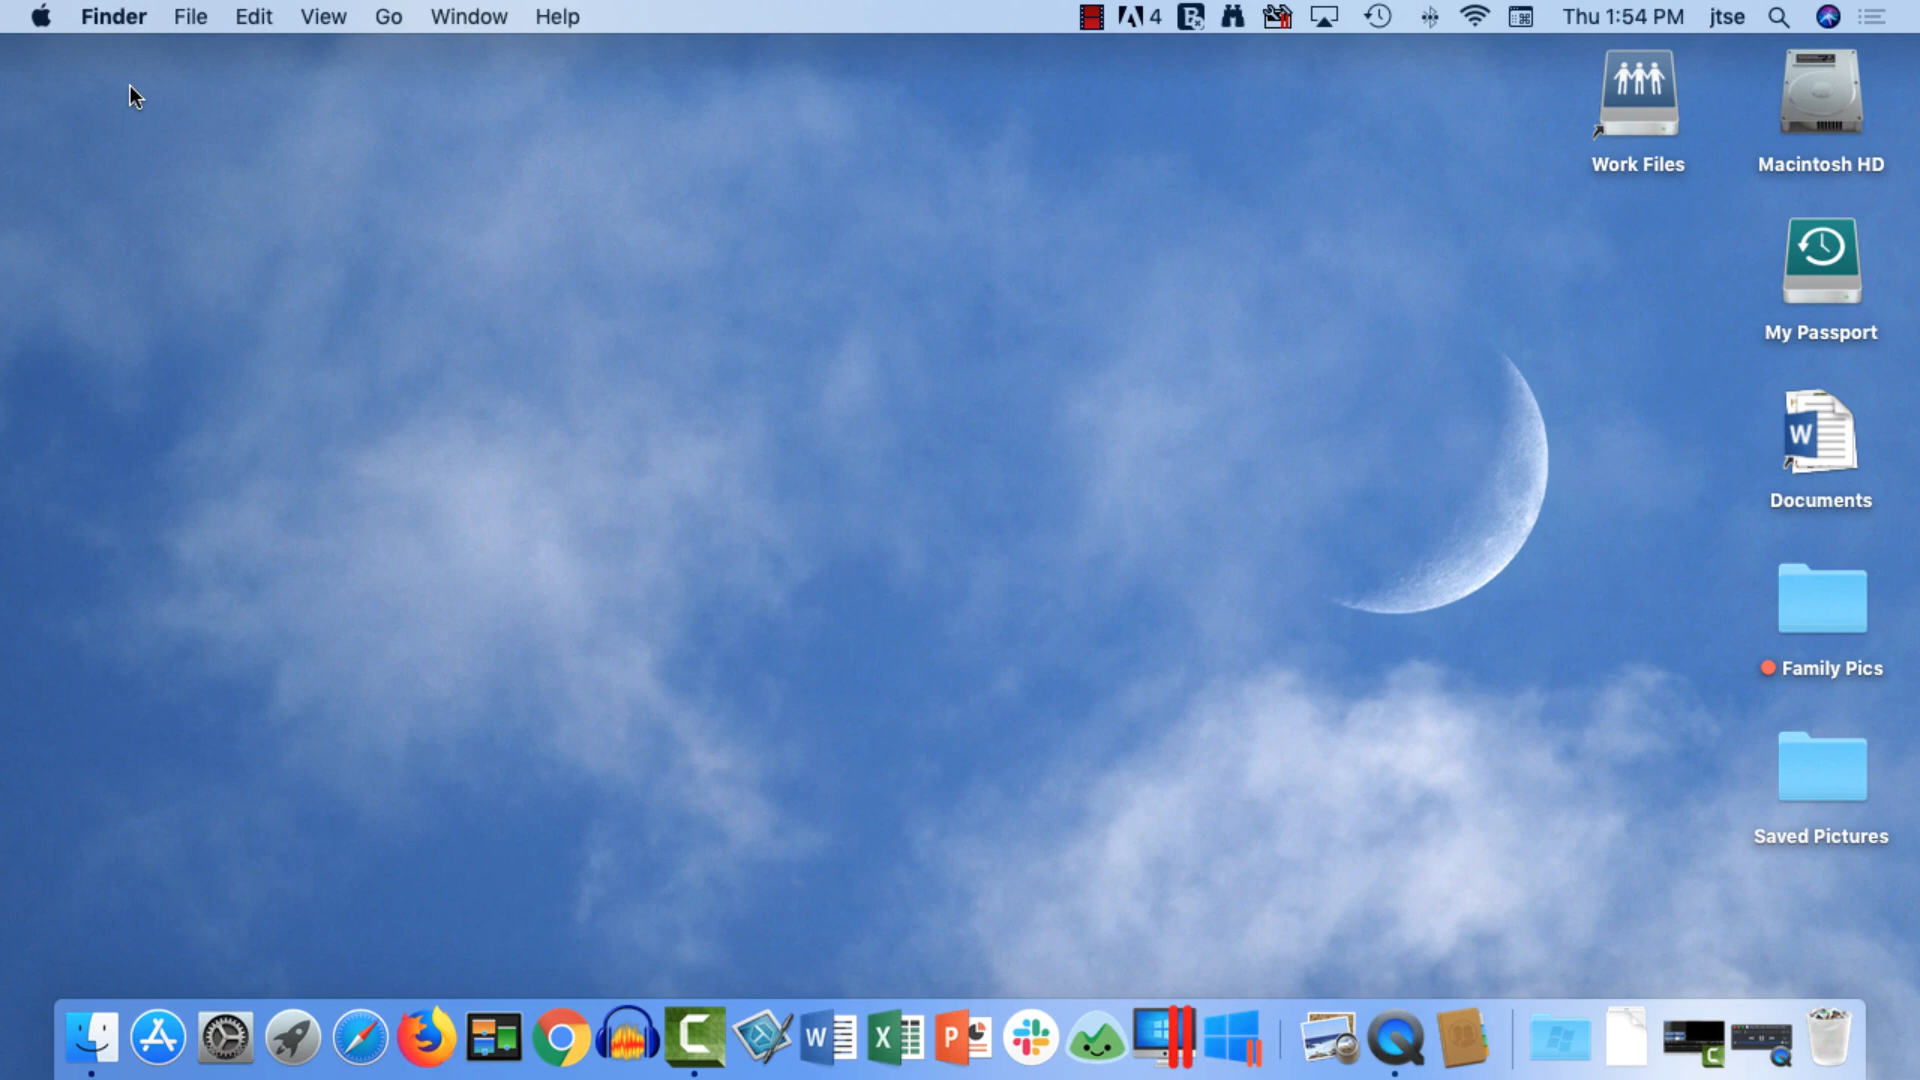 Finder File Edit View Go Window Help 4 Thu 1:54 PM jtse
Work Files
Macintosh HD
My Passport
W
Documents
Family Pics
Saved Pictures
W
X
P
C